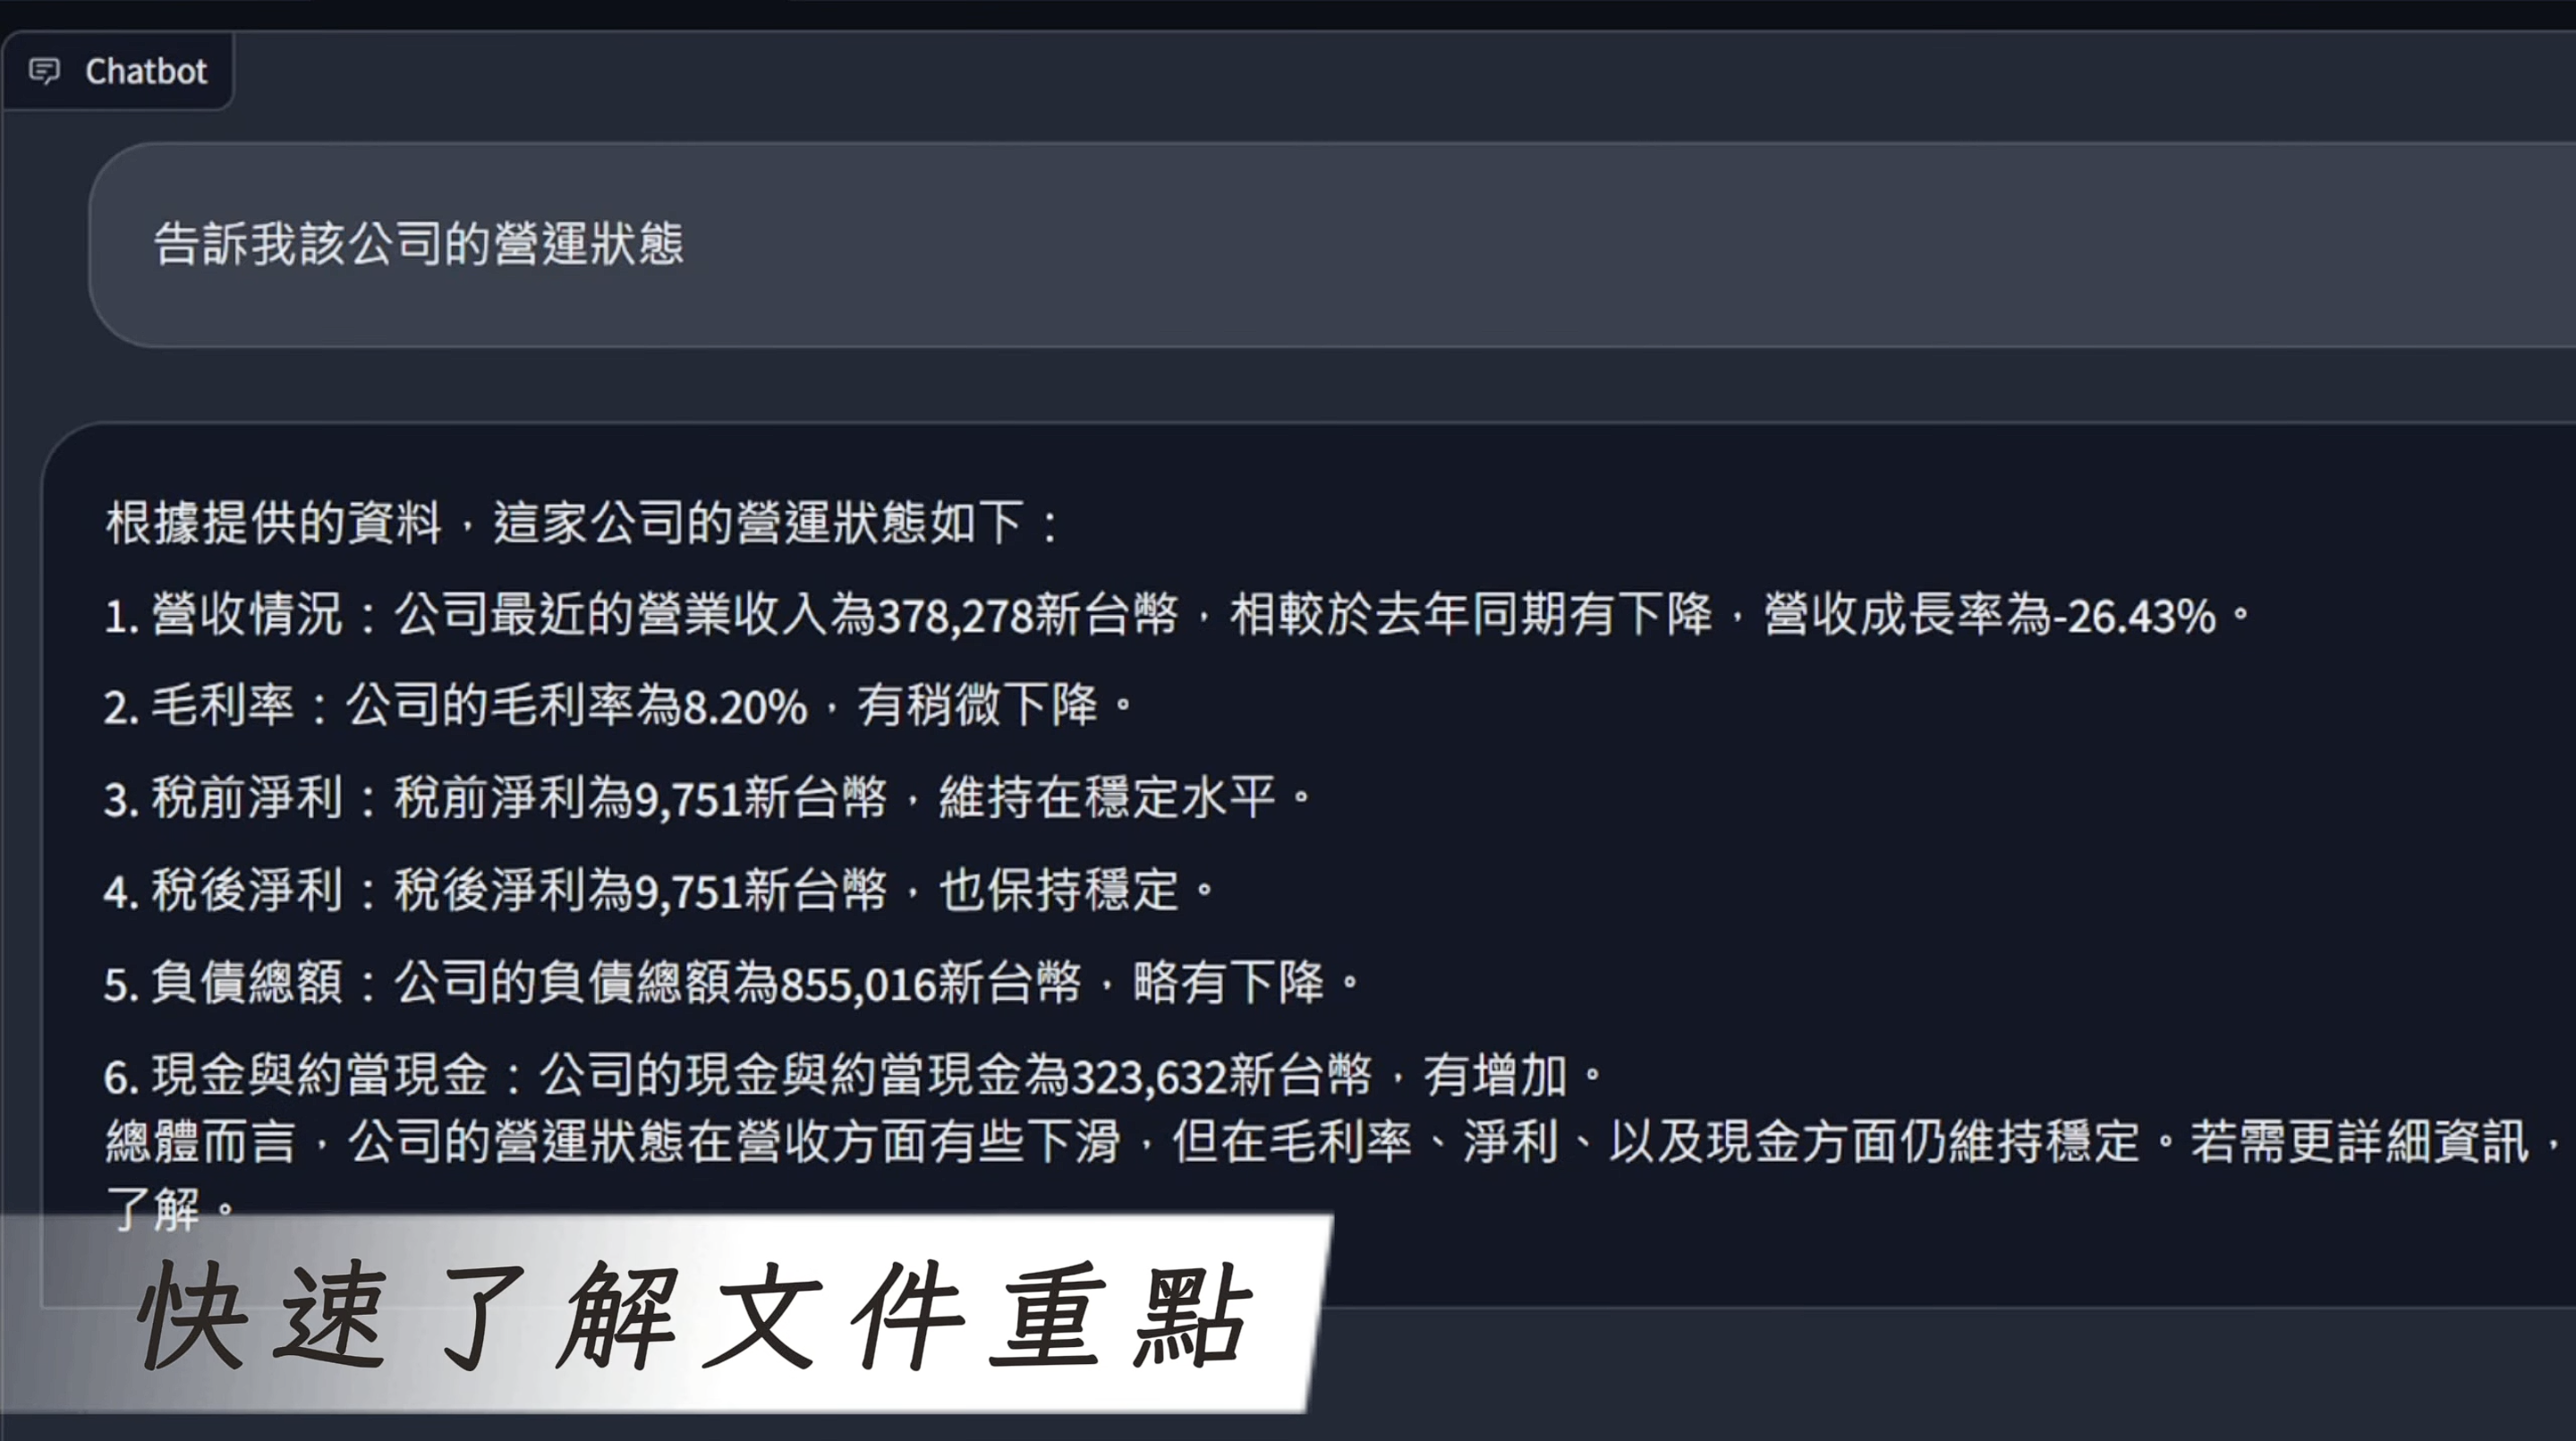 Chatbot
告訴我該公司的營運狀態
根據提供的資料，這家公司的營運狀態如下：
1. 營收情況：公司最近的營業收入為378,278新台幣，相較於去年同期有下降，營收成長率為-26.43%。
2. 毛利率：公司的毛利率為8.20%，有稍微下降。
3. 稅前淨利：稅前淨利為9,751新台幣，維持在穩定水平。
4. 稅後淨利：稅後淨利為9,751新台幣，也保持穩定。
5. 負債總額：公司的負債總額為855,016新台幣，略有下降。
6. 現金與約當現金：公司的現金與約當現金為323,632新台幣，有增加。
總體而言，公司的營運狀態在營收方面有些下滑，但在毛利率、淨利、以及現金方面仍維持穩定。若需更詳細資訊，
了解。
快速了解文件重點